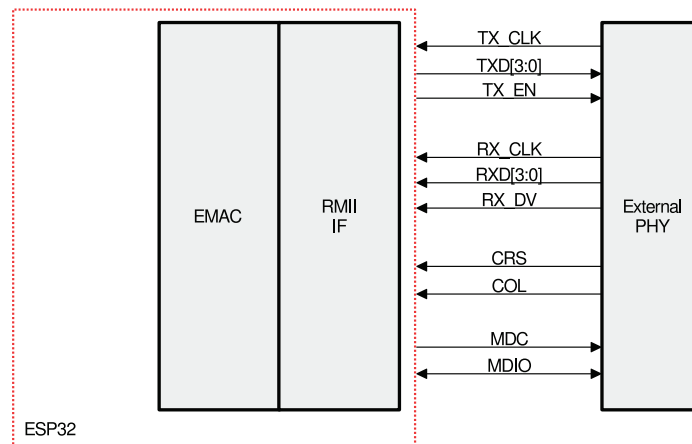 TX_CLK
TXD[3:0]
TX_EN
RX_CLK
RXD[3:0]
RX_DV
EMAC
RMII
IF
External
PHY
CRS
COL
MDC
MDIO
ESP32